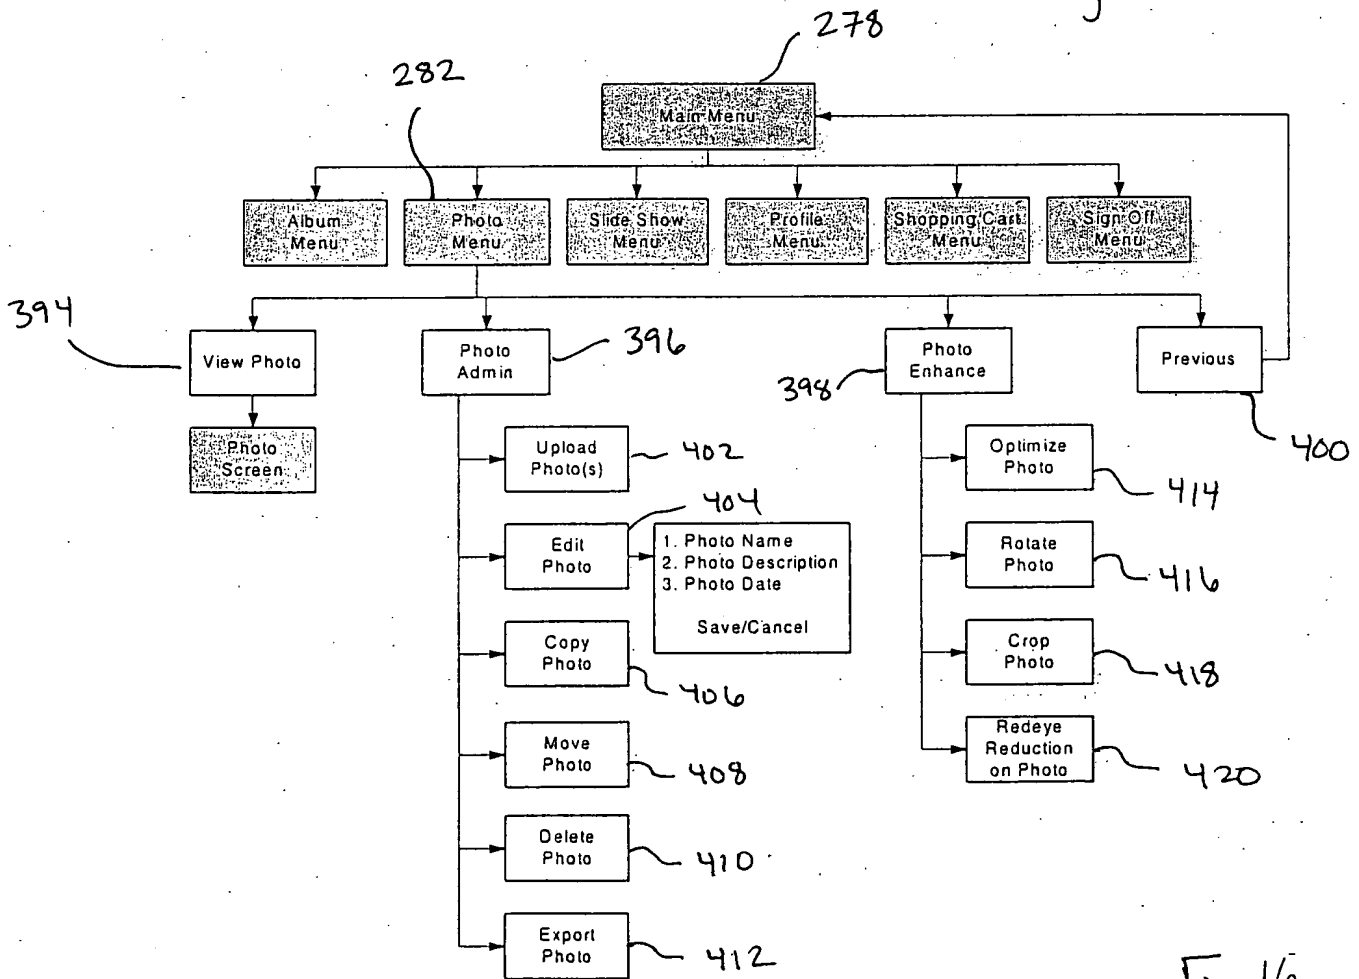 278
282
Main Menu
Album
Menu
Photo
Menu
Slide Show
Menu
Profile
Menu
Shopping Cart
Menu
Sign Off
Menu
394
View Photo
Photo
Admin
396
398
Photo
Enhance
Previous
400
Photo
Screen
Upload
Photo(s)
402
Edit
Photo
404
1. Photo Name
2. Photo Description
3. Photo Date
Save/Cancel
Copy
Photo
406
Move
Photo
408
Delete
Photo
410
Export
Photo
412
Optimize
Photo
414
Rotate
Photo
416
Crop
Photo
418
Redeye
Reduction
on Photo
420